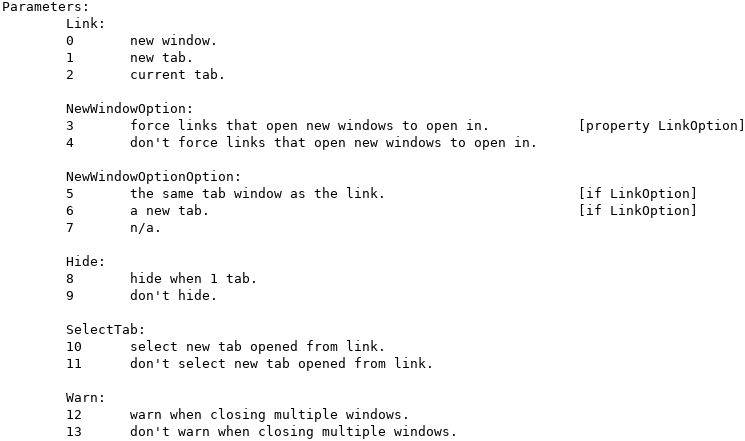 Parameters:
Link:
0 new window.
1 new tab.
2 current tab.
NewWindowOption:
3 force links that open new windows to open in. [property LinkOption]
4 don't force links that open new windows to open in.
NewWindowOptionOption:
5 the same tab window as the link. [if LinkOption]
6 a new tab. [if LinkOption]
7 n/a.
Hide:
8 hide when 1 tab.
9 don't hide.
SelectTab:
10 select new tab opened from link.
11 don't select new tab opened from link.
Warn:
12 warn when closing multiple windows.
13 don't warn when closing multiple windows.